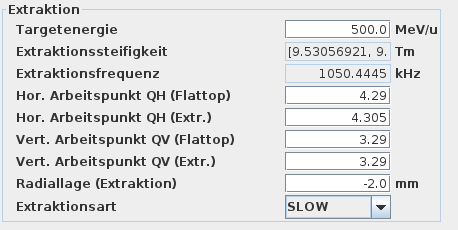 Extraktion
Targetenergie 500.0 MeV/u
Extraktionssteifigkeit [9.53056921, 9. Tm
Extraktionsfrequenz 1050.4445 kHz
Hor. Arbeitspunkt QH (Flattop) 4.29
Hor. Arbeitspunkt QH (Extr.) 4.305
Vert. Arbeitspunkt QV (Flattop) 3.29
Vert. Arbeitspunkt QV (Extr.) 3.29
Radiallage (Extraktion) -2.0 mm
Extraktionsart SLOW